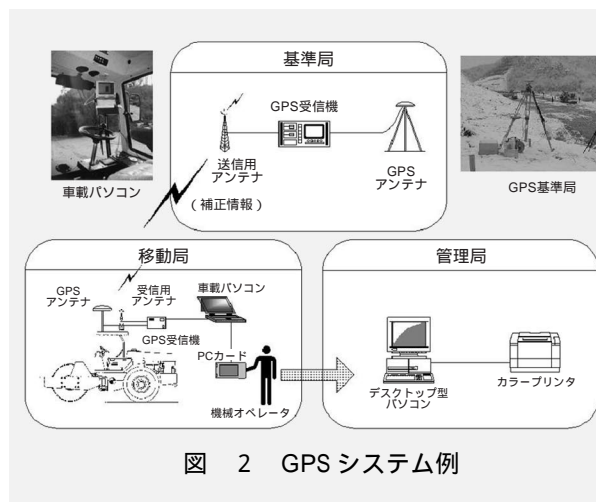 基準局
GPS受信機
送信用
アンテナ
GPS
アンテナ
(補正情報)
車載パソコン
GPS基準局
移動局
GPS
アンテナ
受信用
アンテナ
車載パソコン
GPS受信機
PCカード
機械オペレータ
管理局
デスクトップ型
パソコン
カラープリンタ
図 2 GPS システム例